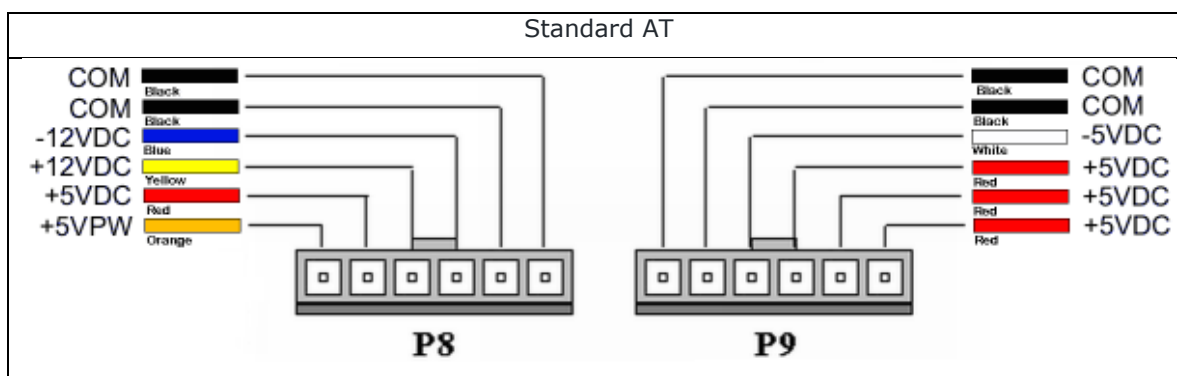 Standard AT
COM
Black
COM
Black
-12VDC
Blue
+12VDC
Yellow
+5VDC
Red
+5VPW
Orange
COM
Black
COM
Black
-5VDC
White
+5VDC
Red
+5VDC
Red
+5VDC
Red
P8
P9